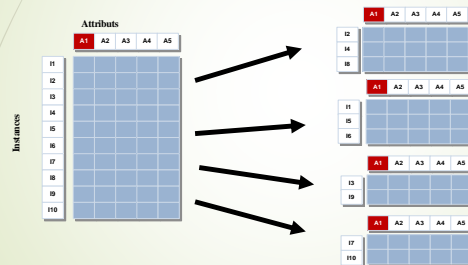 Attributs
A1 A2 A3 A4 A5
Instances
I1
I2
I3
I4
I5
I6
I7
I8
I9
I10
A1 A2 A3 A4 A5
I2
I4
I8
A1 A2 A3 A4 A5
I1
I5
I6
A1 A2 A3 A4 A5
I3
I9
A1 A2 A3 A4 A5
I7
I10